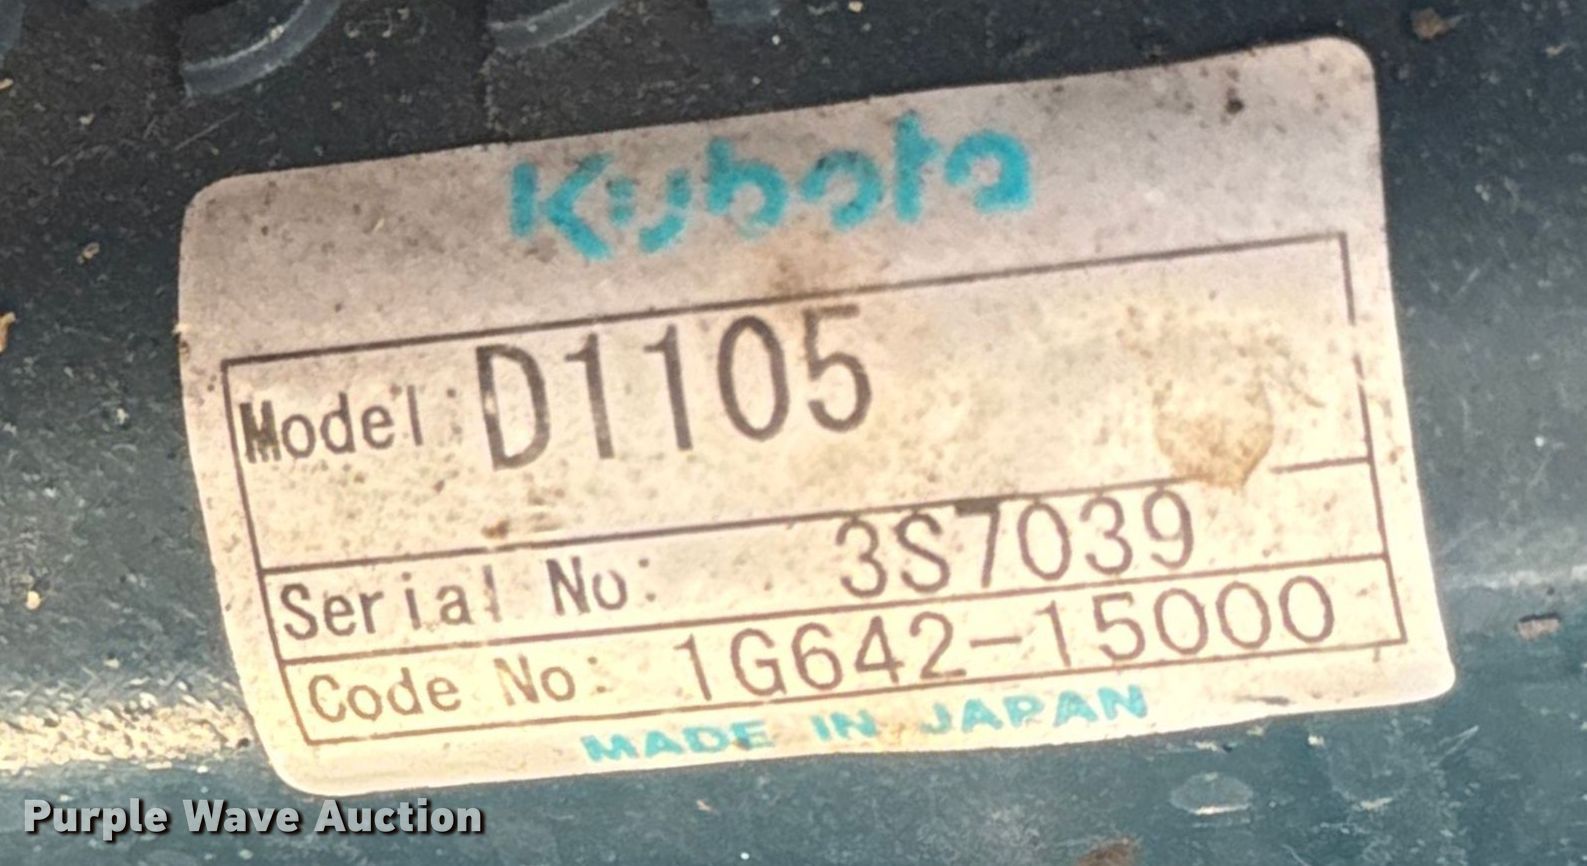 Kubota
Model: D1105
Serial No: 3S7039
Code No: 1G642-15000
MADE IN JAPAN
Purple Wave Auction